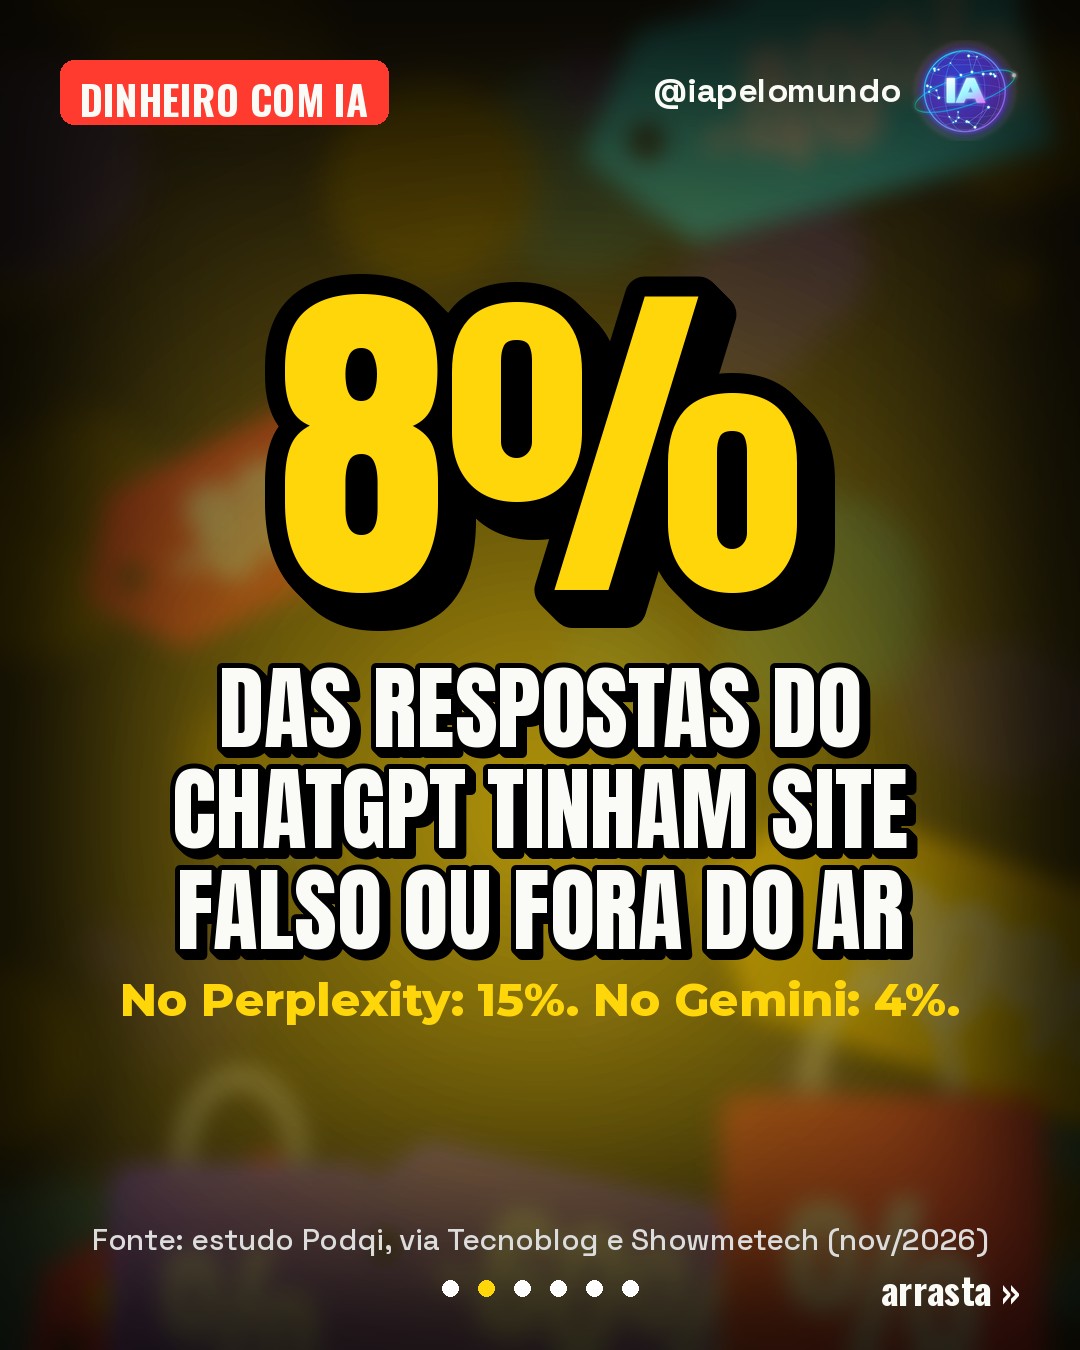 DINHEIRO COM IA
@iapelomundo
IA
8%
DAS RESPOSTAS DO
CHATGPT TINHAM SITE
FALSO OU FORA DO AR
No Perplexity: 15%. No Gemini: 4%.
Fonte: estudo Podqi, via Tecnoblog e Showmetech (nov/2026)
arrasta »